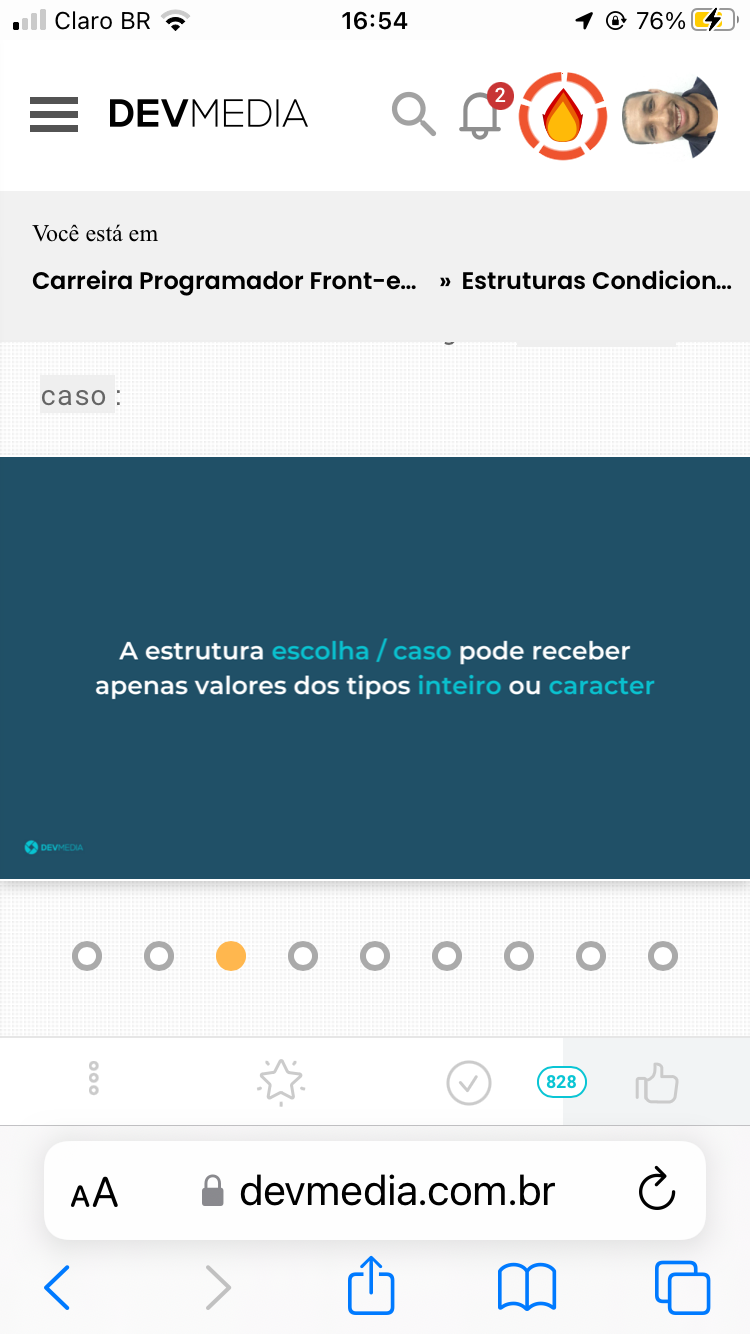 Claro BR
16:54
76%
DEVMEDIA
2
Você está em
Carreira Programador Front-e... » Estruturas Condicion...
caso :
A estrutura escolha / caso pode receber
apenas valores dos tipos inteiro ou caracter
DEVMEDIA
828
AA
devmedia.com.br